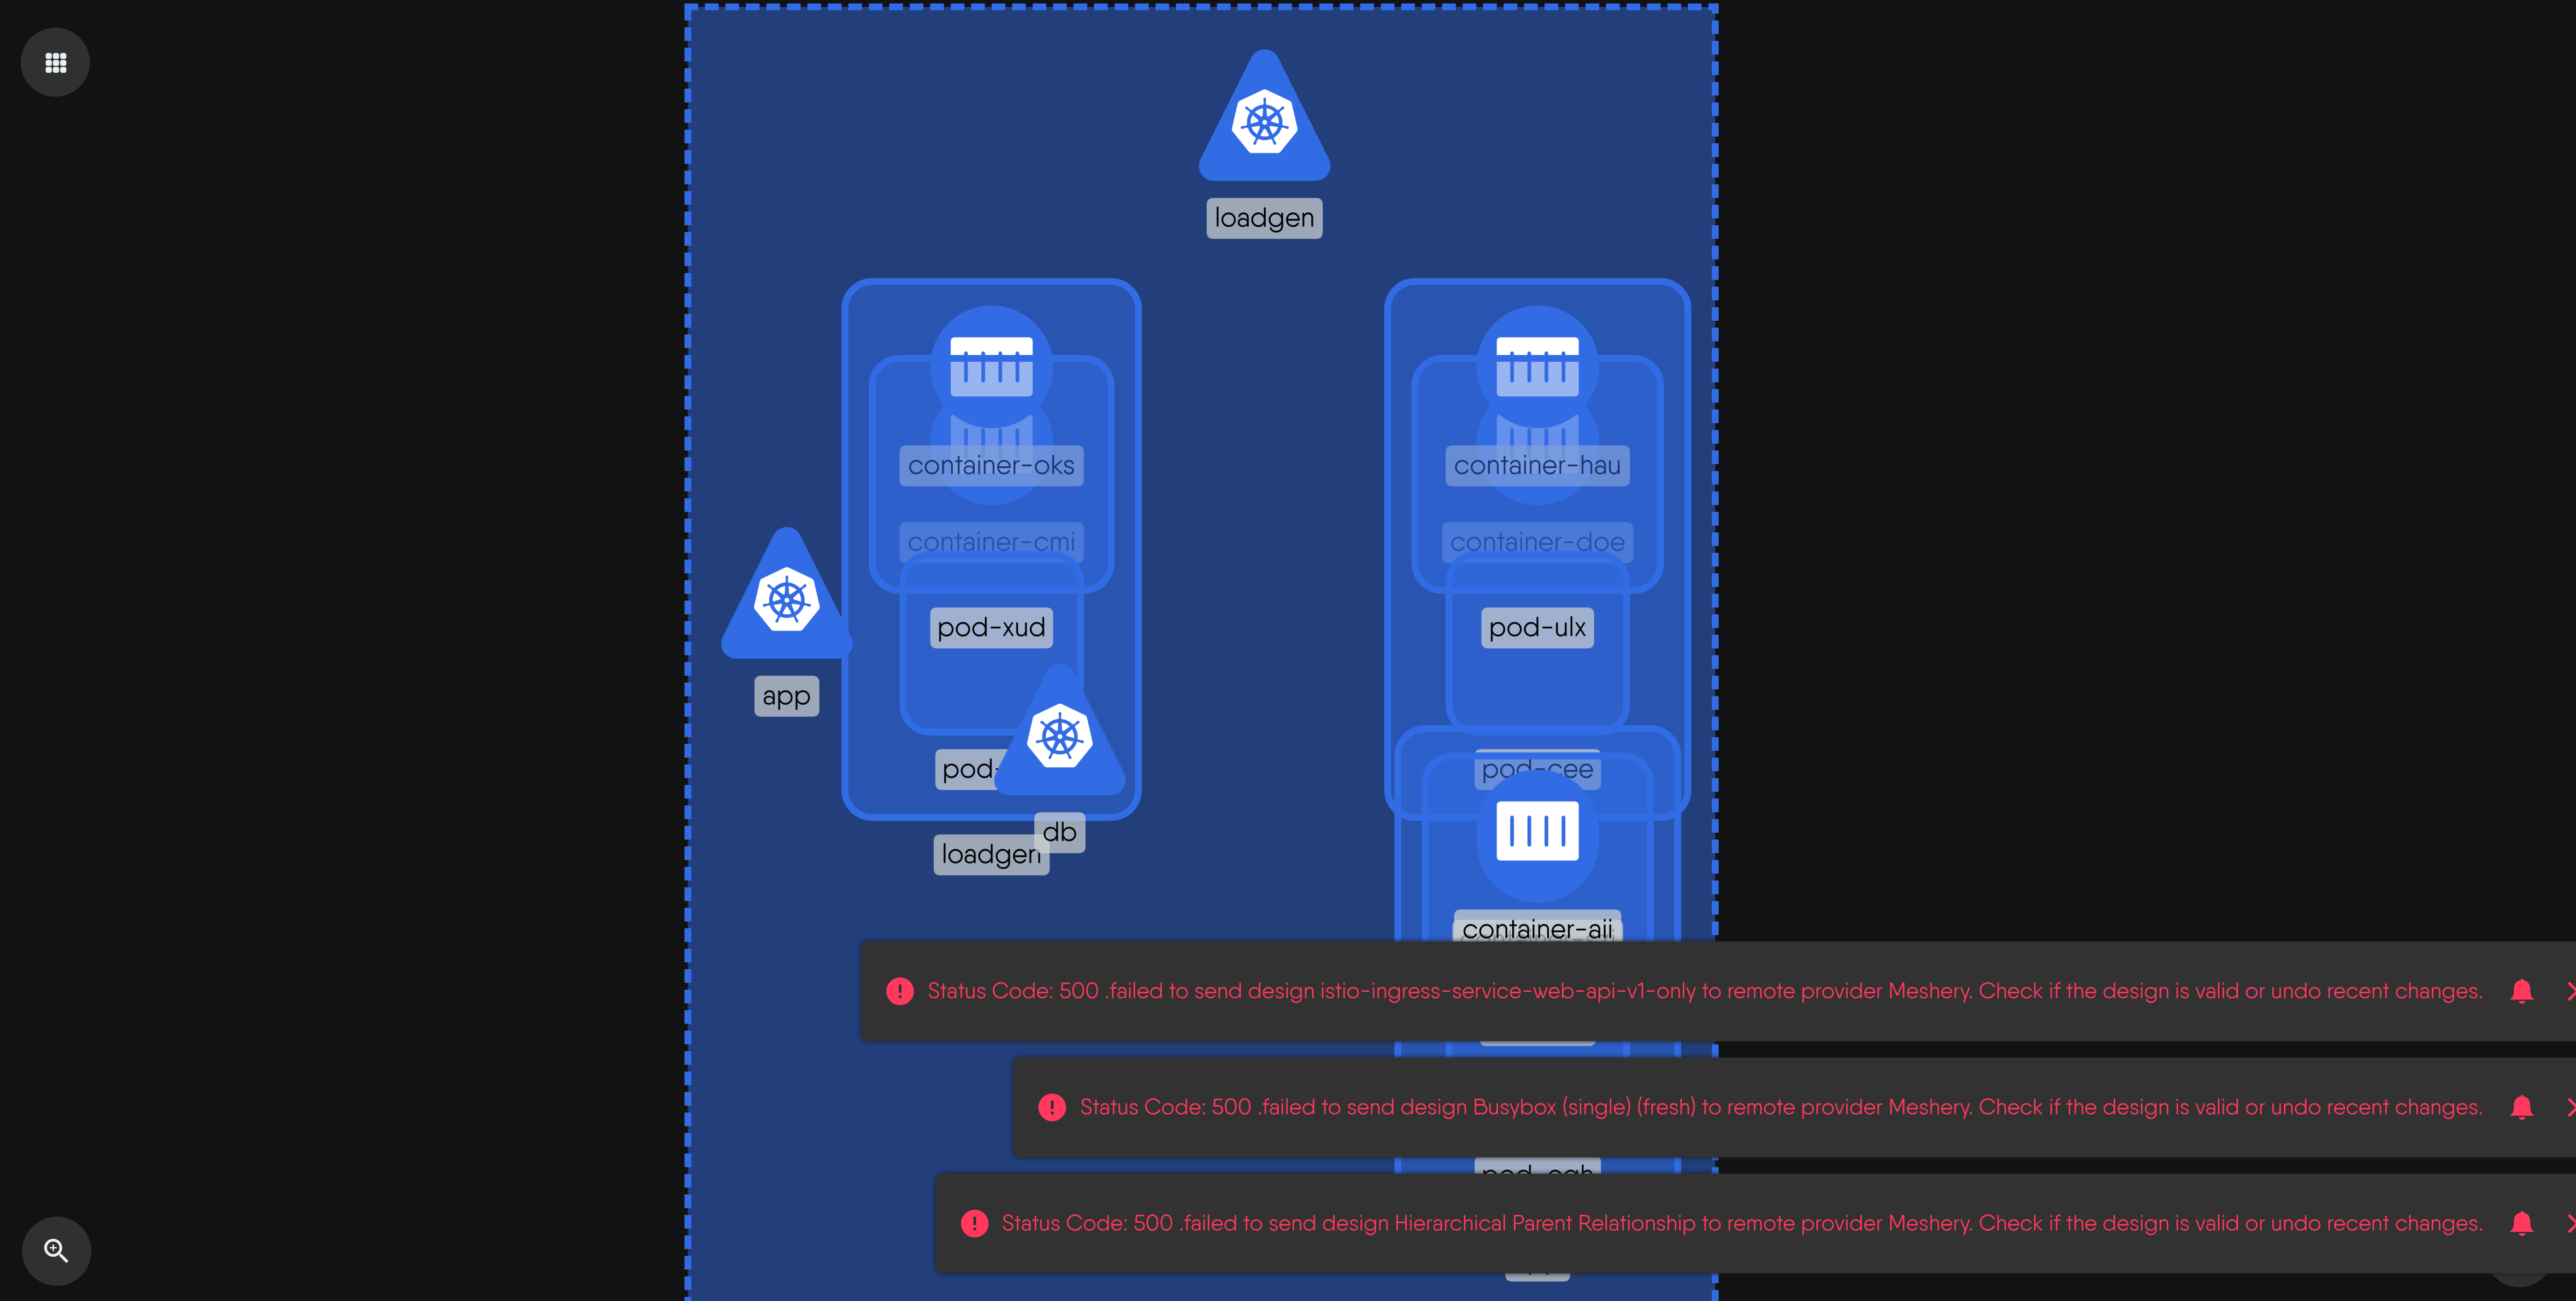 loadgen
container-oks
container-hau
container-cmi
container-doe
pod-xud
pod-ulx
app
pod-
pod-cee
db
loadgen
container-aii
Status Code: 500 .failed to send design istio-ingress-service-web-api-v1-only to remote provider Meshery. Check if the design is valid or undo recent changes.
Status Code: 500 .failed to send design Busybox (single) (fresh) to remote provider Meshery. Check if the design is valid or undo recent changes.
Status Code: 500 .failed to send design Hierarchical Parent Relationship to remote provider Meshery. Check if the design is valid or undo recent changes.